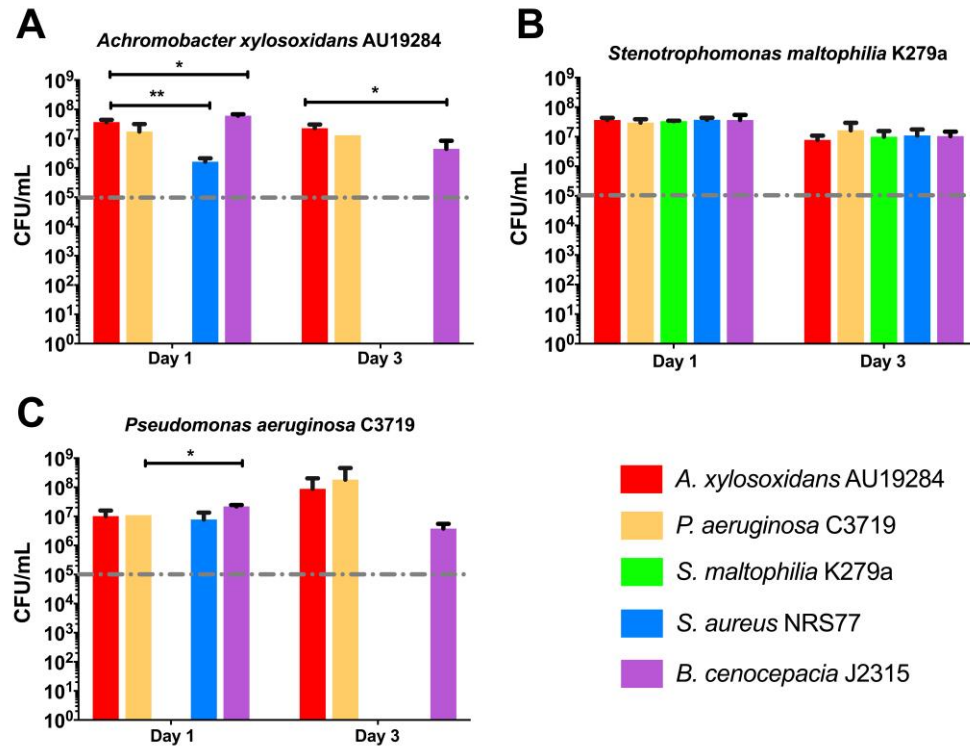 A
Achromobacter xylosoxidans AU19284
*
**
*
CFU/mL
10⁹
10⁸
10⁷
10⁶
10⁵
10⁴
10³
10²
10¹
10⁰
Day 1 Day 3
B
Stenotrophomonas maltophilia K279a
CFU/mL
10⁹
10⁸
10⁷
10⁶
10⁵
10⁴
10³
10²
10¹
10⁰
Day 1 Day 3
C
Pseudomonas aeruginosa C3719
*
CFU/mL
10⁹
10⁸
10⁷
10⁶
10⁵
10⁴
10³
10²
10¹
10⁰
Day 1 Day 3
A. xylosoxidans AU19284
P. aeruginosa C3719
S. maltophilia K279a
S. aureus NRS77
B. cenocepacia J2315